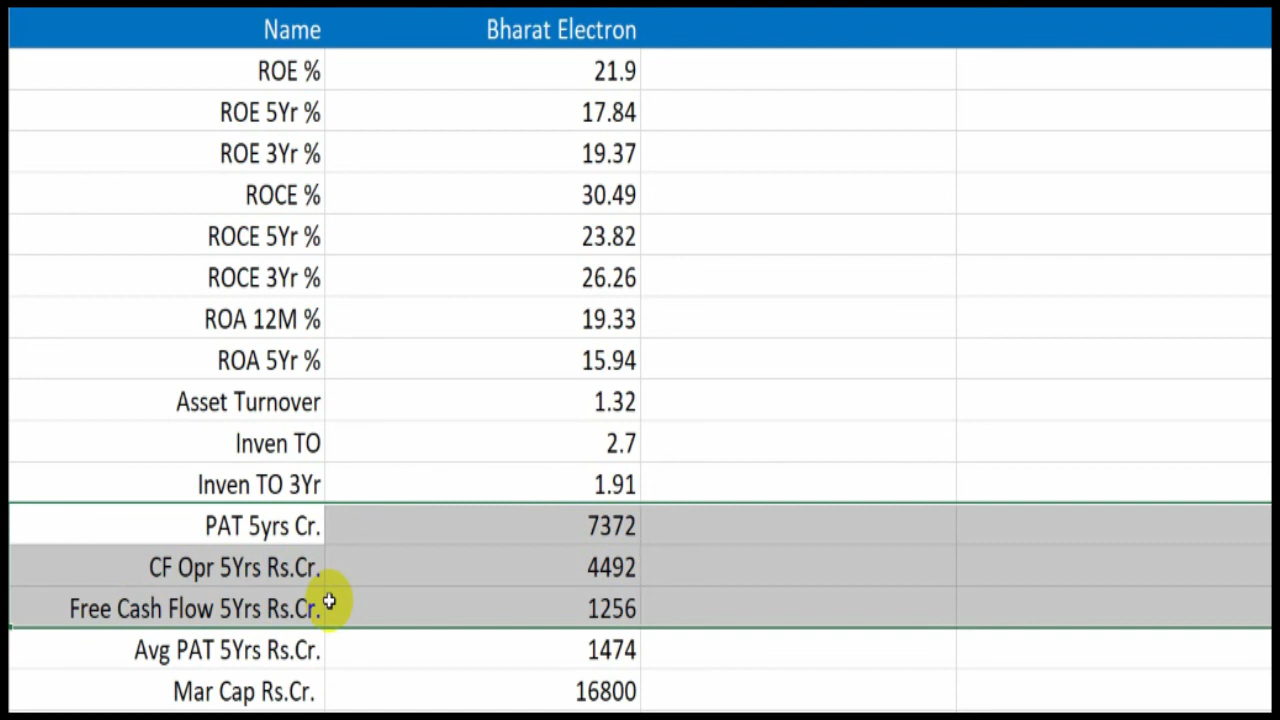 Name Bharat Electron
ROE % 21.9
ROE 5Yr % 17.84
ROE 3Yr % 19.37
ROCE % 30.49
ROCE 5Yr % 23.82
ROCE 3Yr % 26.26
ROA 12M % 19.33
ROA 5Yr % 15.94
Asset Turnover 1.32
Inven TO 2.7
Inven TO 3Yr 1.91
PAT 5yrs Cr. 7372
CF Opr 5Yrs Rs.Cr. 4492
Free Cash Flow 5Yrs Rs.Cr. 1256
Avg PAT 5Yrs Rs.Cr. 1474
Mar Cap Rs.Cr. 16800